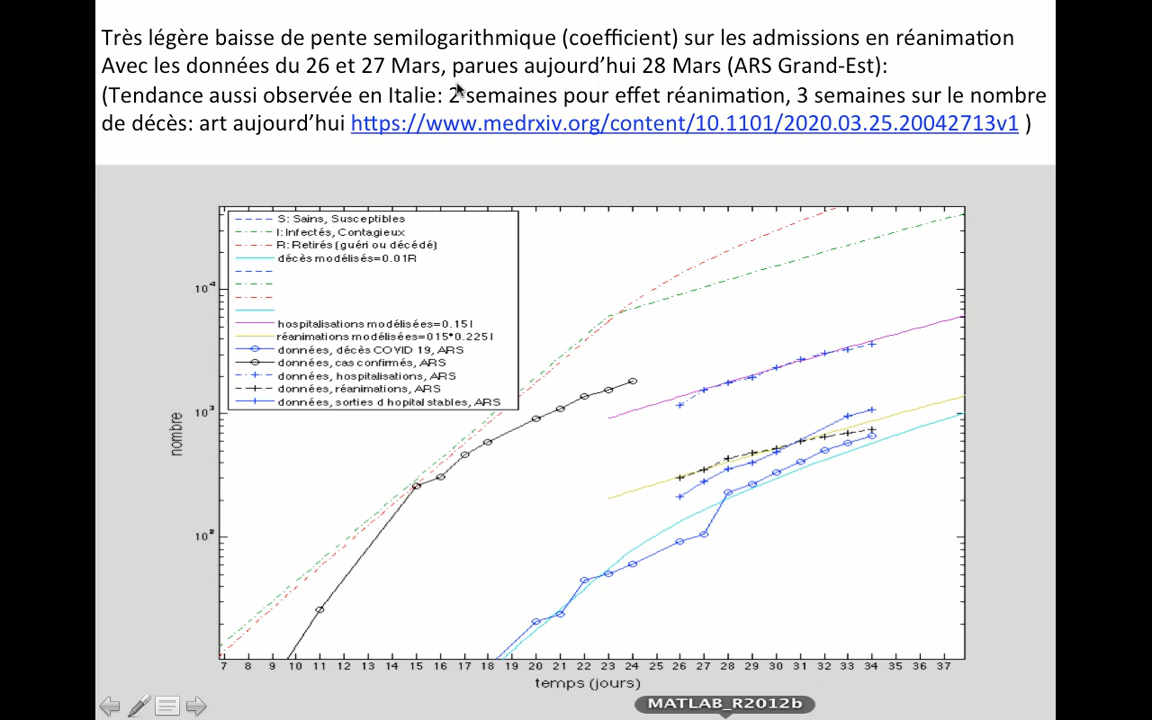 Très légère baisse de pente semilogarithmique (coefficient) sur les admissions en réanimation
Avec les données du 26 et 27 Mars, parues aujourd’hui 28 Mars (ARS Grand-Est):
(Tendance aussi observée en Italie: 2 semaines pour effet réanimation, 3 semaines sur le nombre
de décès: art aujourd’hui https://www.medrxiv.org/content/10.1101/2020.03.25.20042713v1 )
S: Sains, Susceptibles
I: Infectés, Contagieux
R: Retirés (guéri ou décédé)
décès modélisés=0.01R
hospitalisations modélisées=0.15I
réanimations modélisées=015*0.225I
données, décès COVID 19, ARS
données, cas confirmés, ARS
données, hospitalisations, ARS
données, réanimations, ARS
données, sorties d hopital stables, ARS
10^4
10^3
10^2
nombre
7 8 9 10 11 12 13 14 15 16 17 18 19 20 21 22 23 24 25 26 27 28 29 30 31 32 33 34 35 36 37
temps (jours)
MATLAB_R2012b